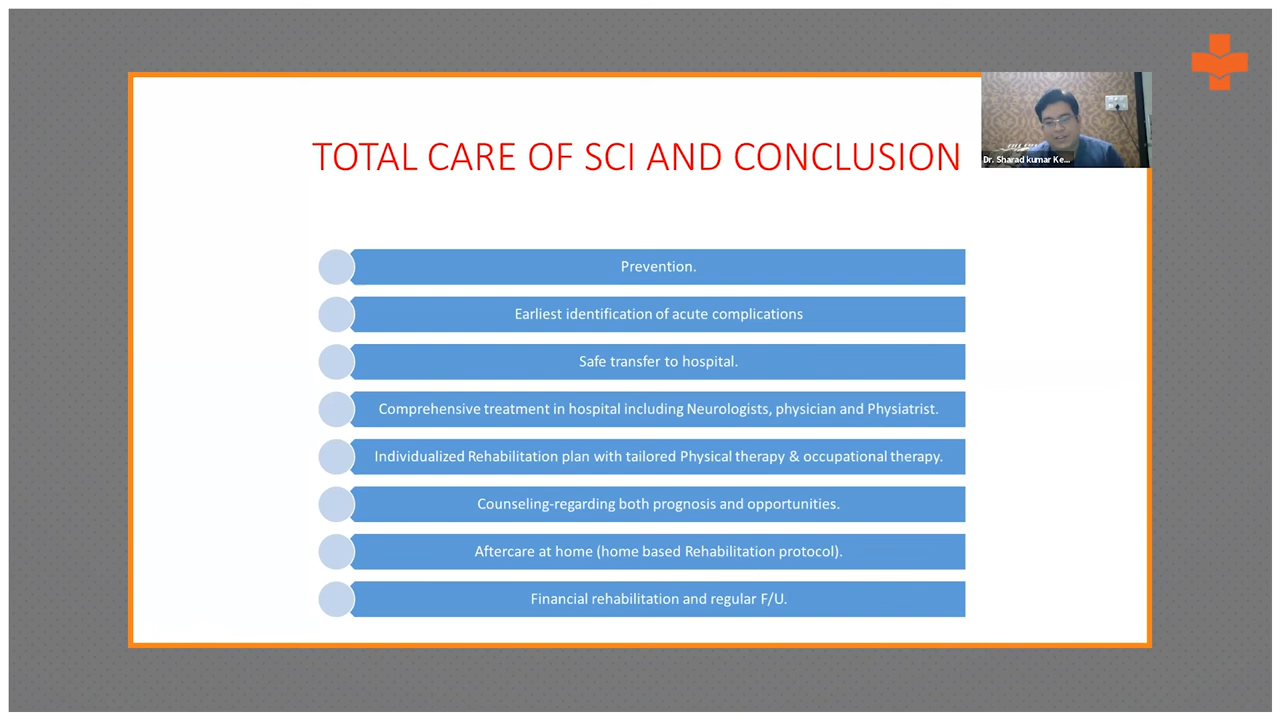 TOTAL CARE OF SCI AND CONCLUSION
Dr. Sharad kumar Ke...
Prevention.
Earliest identification of acute complications
Safe transfer to hospital.
Comprehensive treatment in hospital including Neurologists, physician and Physiatrist.
Individualized Rehabilitation plan with tailored Physical therapy & occupational therapy.
Counseling-regarding both prognosis and opportunities.
Aftercare at home (home based Rehabilitation protocol).
Financial rehabilitation and regular F/U.